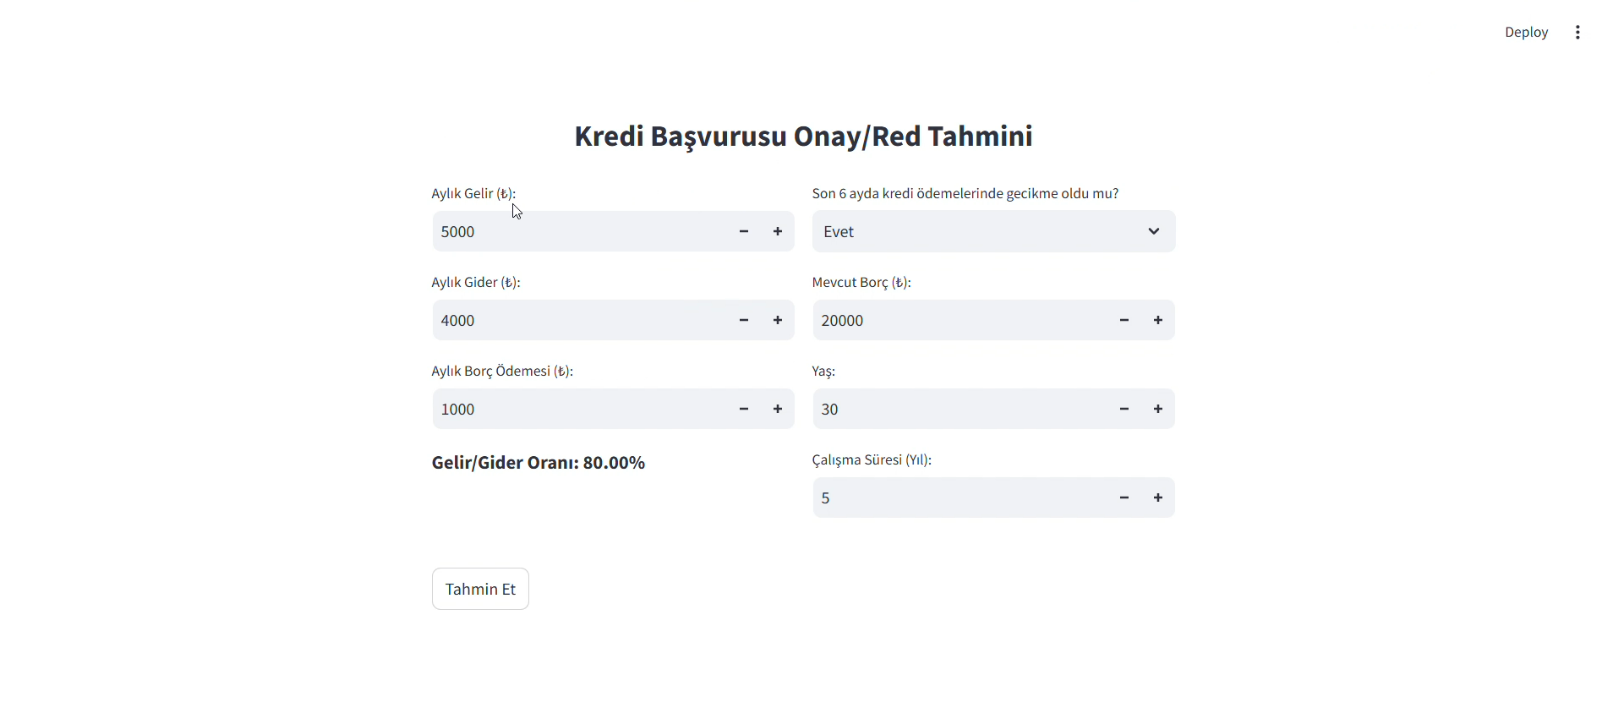 Deploy
Kredi Başvurusu Onay/Red Tahmini
Aylık Gelir (₺):
5000
Aylık Gider (₺):
4000
Aylık Borç Ödemesi (₺):
1000
Gelir/Gider Oranı: 80.00%
Son 6 ayda kredi ödemelerinde gecikme oldu mu?
Evet
Mevcut Borç (₺):
20000
Yaş:
30
Çalışma Süresi (Yıl):
5
Tahmin Et